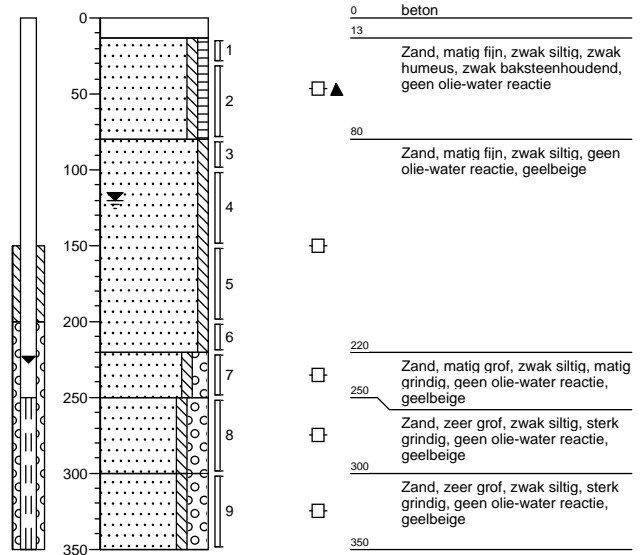 0
50
100
150
200
250
300
350
1
2
3
4
5
6
7
8
9
0 beton
13
Zand, matig fijn, zwak siltig, zwak
humeus, zwak baksteenhoudend,
geen olie-water reactie
80
Zand, matig fijn, zwak siltig, geen
olie-water reactie, geelbeige
220
Zand, matig grof, zwak siltig, matig
grindig, geen olie-water reactie,
geelbeige
250
Zand, zeer grof, zwak siltig, sterk
grindig, geen olie-water reactie,
geelbeige
300
Zand, zeer grof, zwak siltig, sterk
grindig, geen olie-water reactie,
geelbeige
350